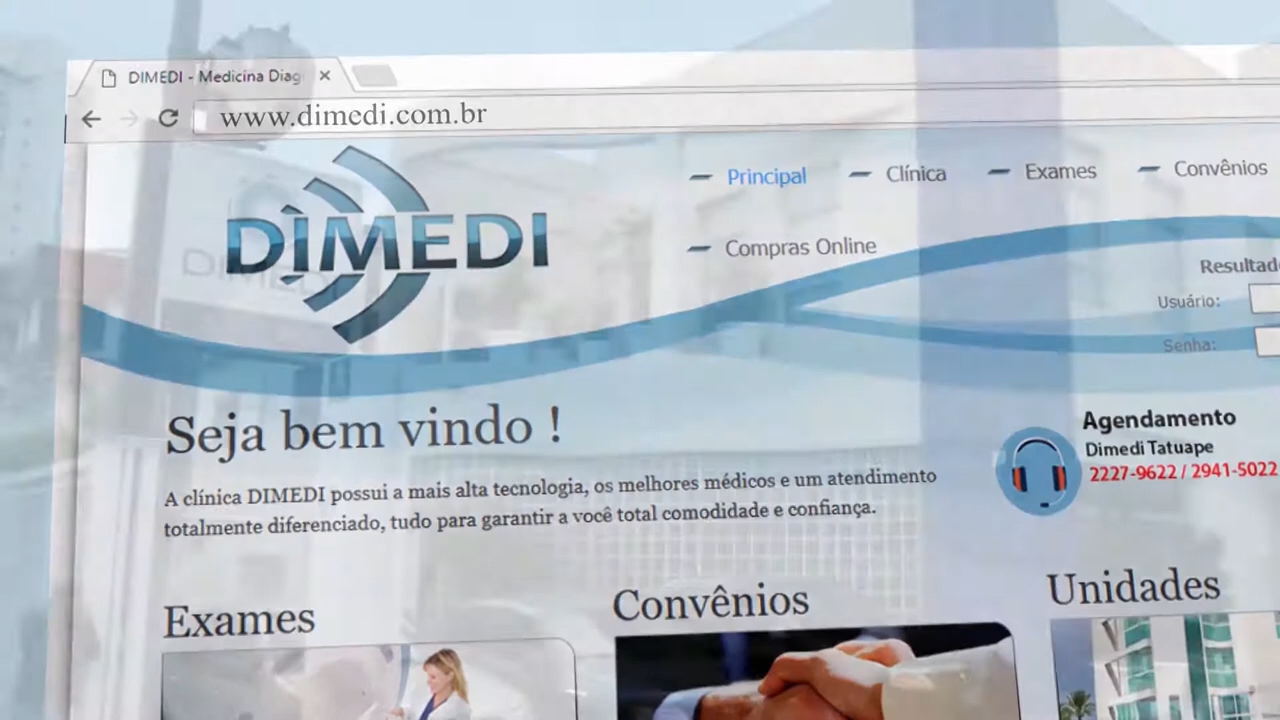 DIMEDI - Medicina Diag
www.dimedi.com.br
DIMEDI
Principal
Clínica
Exames
Convênios
Compras Online
Resultad
Usuário:
Senha:
Seja bem vindo !
A clínica DIMEDI possui a mais alta tecnologia, os melhores médicos e um atendimento
totalmente diferenciado, tudo para garantir a você total comodidade e confiança.
Agendamento
Dimedi Tatuape
2227-9622 / 2941-5022
Exames
Convênios
Unidades